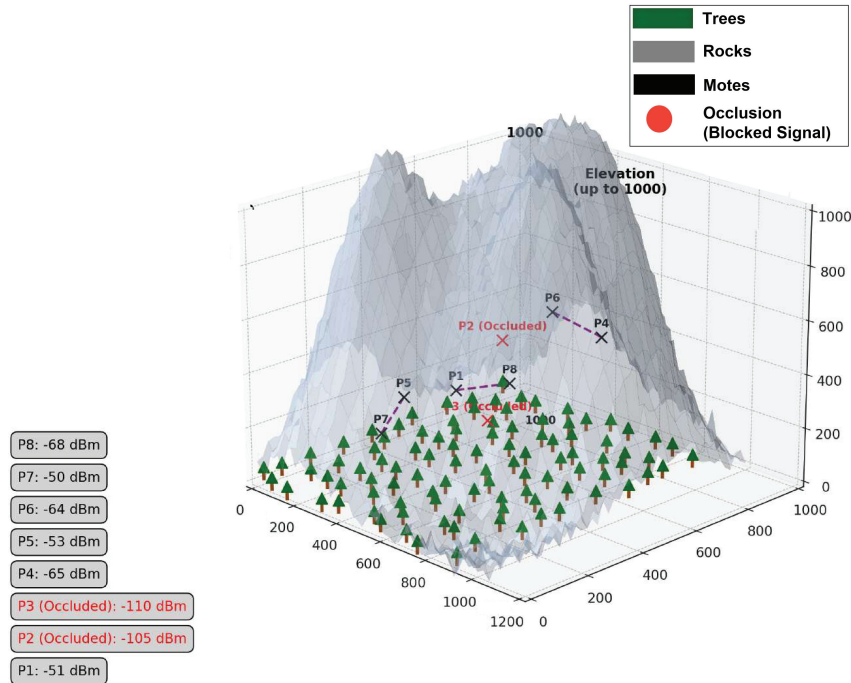 Trees
Rocks
Motes
Occlusion
(Blocked Signal)
1000
Elevation
(up to 1000)
1000
800
600
400
200
0
P6
P4
P2 (Occluded)
P8
P1
P5
3 (Occluded)
P7
1000
0
200
400
600
800
1000
1200
0
200
400
600
800
1000
P8: -68 dBm
P7: -50 dBm
P6: -64 dBm
P5: -53 dBm
P4: -65 dBm
P3 (Occluded): -110 dBm
P2 (Occluded): -105 dBm
P1: -51 dBm